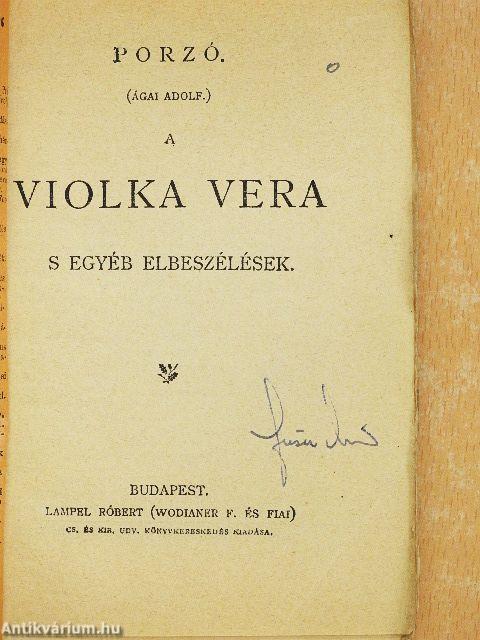 PORZÓ.
(ÁGAI ADOLF.)
A
VIOLKA VERA
S EGYÉB ELBESZÉLÉSEK.
BUDAPEST.
LAMPEL RÓBERT (WODIANER F. ÉS FIAI)
CS. ÉS KIR. UDV. KÖNYVKERESKEDÉS KIADÁSA.
Antikvárium.hu